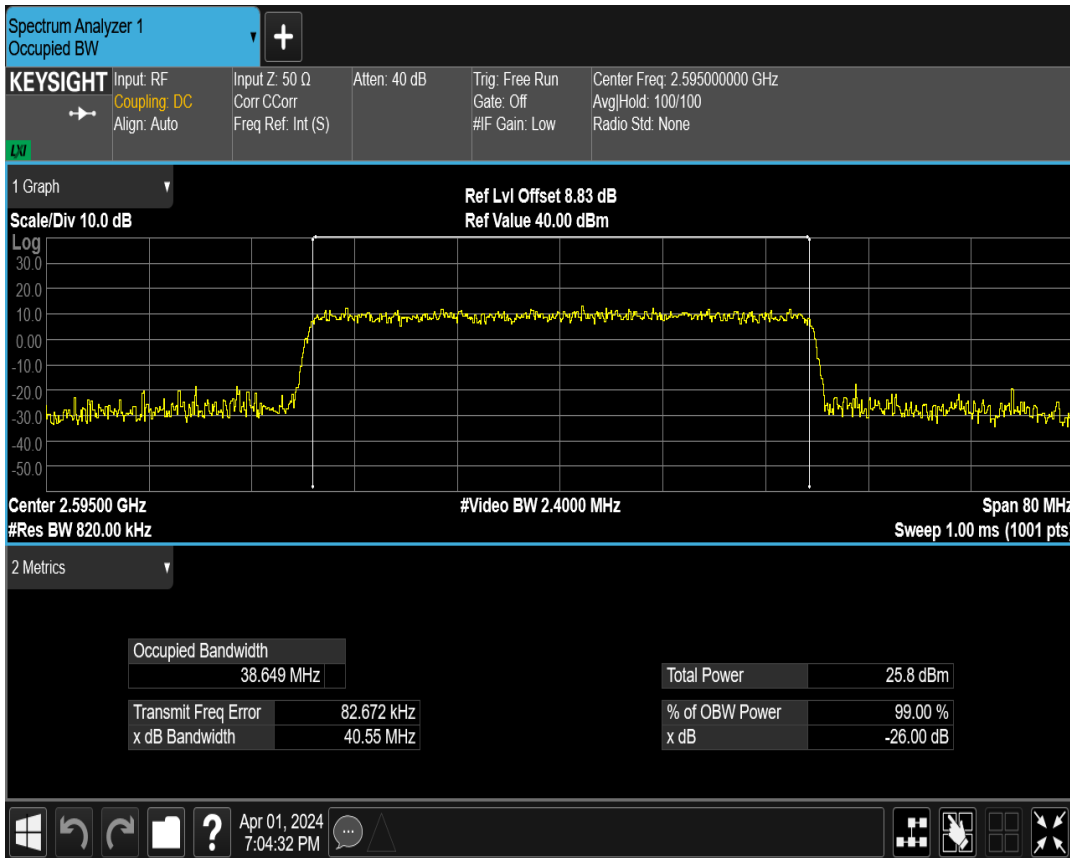 Spectrum Analyzer 1
Occupied BW
+
KEYSIGHT
LXI
Input: RF
Coupling: DC
Align: Auto
Input Z: 50 Ω
Corr CCorr
Freq Ref: Int (S)
Atten: 40 dB
Trig: Free Run
Gate: Off
#IF Gain: Low
Center Freq: 2.595000000 GHz
Avg|Hold: 100/100
Radio Std: None
1 Graph
Scale/Div 10.0 dB
Ref Lvl Offset 8.83 dB
Ref Value 40.00 dBm
Log
30.0
20.0
10.0
0.00
-10.0
-20.0
-30.0
-40.0
-50.0
Center 2.59500 GHz
#Video BW 2.4000 MHz
Span 80 MHz
#Res BW 820.00 kHz
Sweep 1.00 ms (1001 pts)
2 Metrics
Occupied Bandwidth
38.649 MHz
Total Power 25.8 dBm
Transmit Freq Error 82.672 kHz
% of OBW Power 99.00 %
x dB Bandwidth 40.55 MHz
x dB -26.00 dB
?
Apr 01, 2024
7:04:32 PM